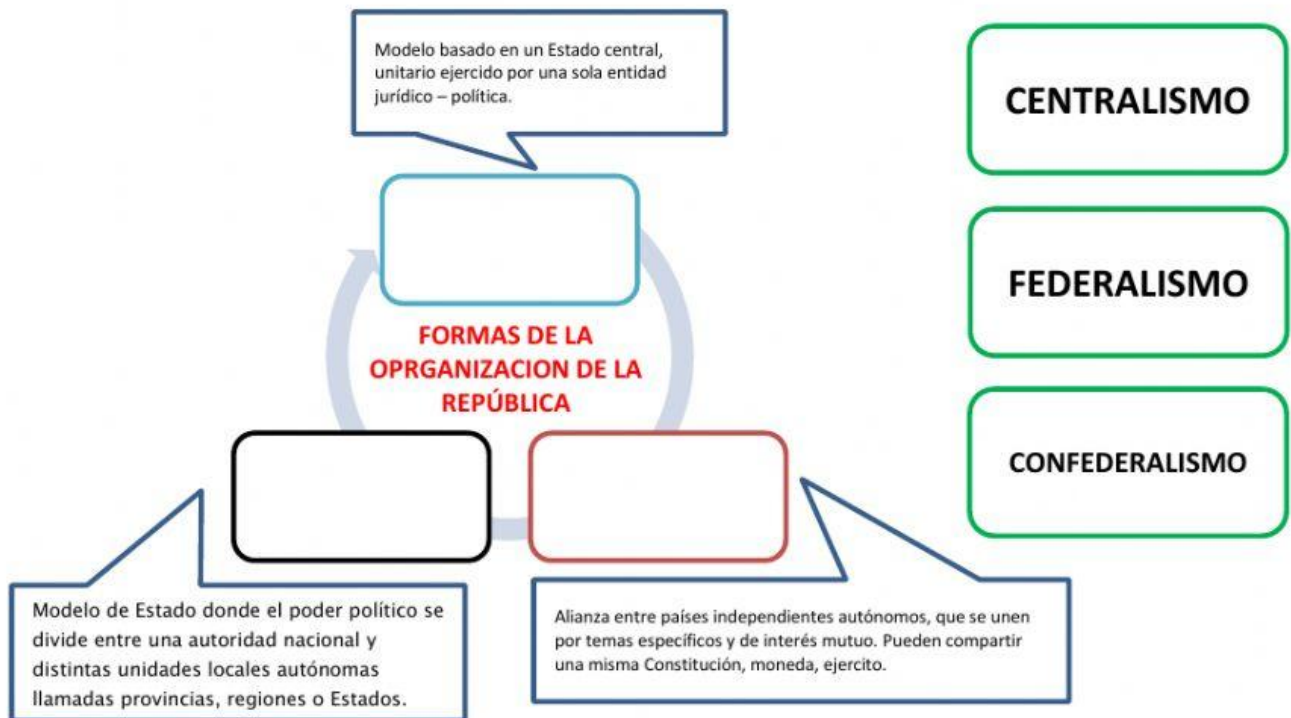 Modelo basado en un Estado central,
unitario ejercido por una sola entidad
jurídico – política.
CENTRALISMO
FEDERALISMO
CONFEDERALISMO
FORMAS DE LA
OPRGANIZACION DE LA
REPÚBLICA
Modelo de Estado donde el poder político se
divide entre una autoridad nacional y
distintas unidades locales autónomas
llamadas provincias, regiones o Estados.
Alianza entre países independientes autónomos, que se unen
por temas específicos y de interés mutuo. Pueden compartir
una misma Constitución, moneda, ejercito.